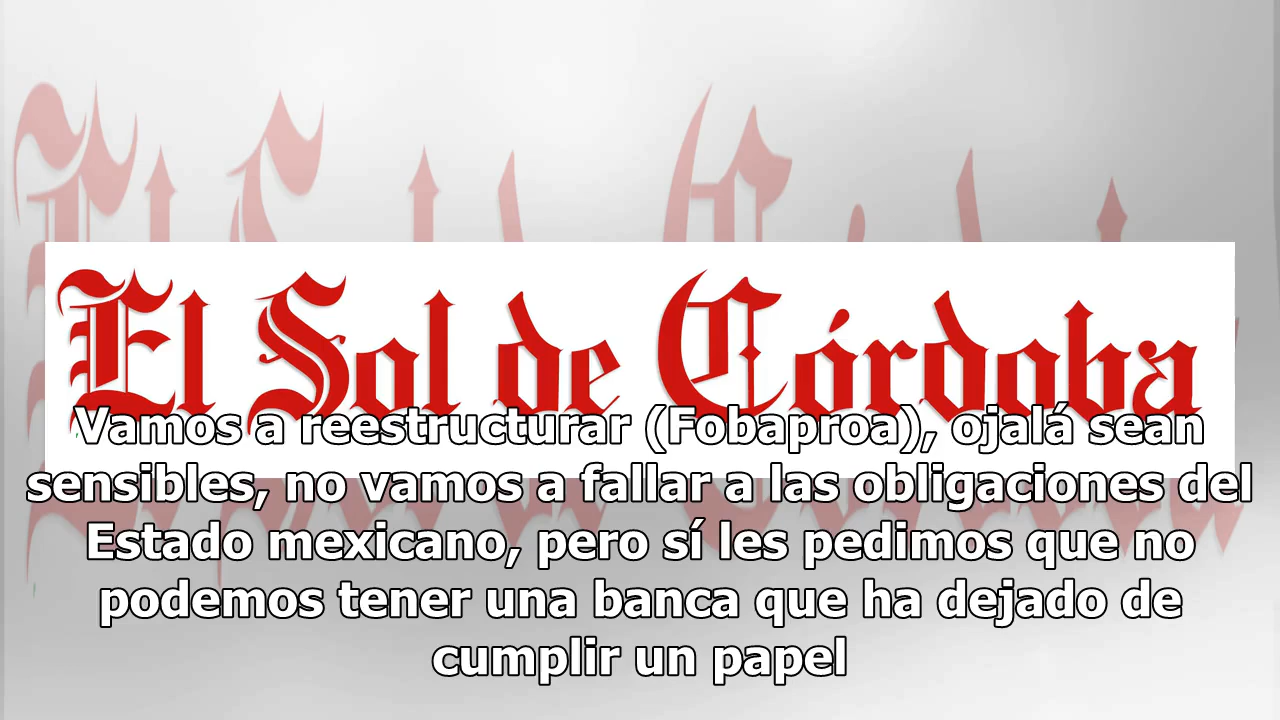 El Sol de Córdoba
Vamos a reestructurar (Fobaproa), ojalá sean
sensibles, no vamos a fallar a las obligaciones del
Estado mexicano, pero sí les pedimos que no
podemos tener una banca que ha dejado de
cumplir un papel